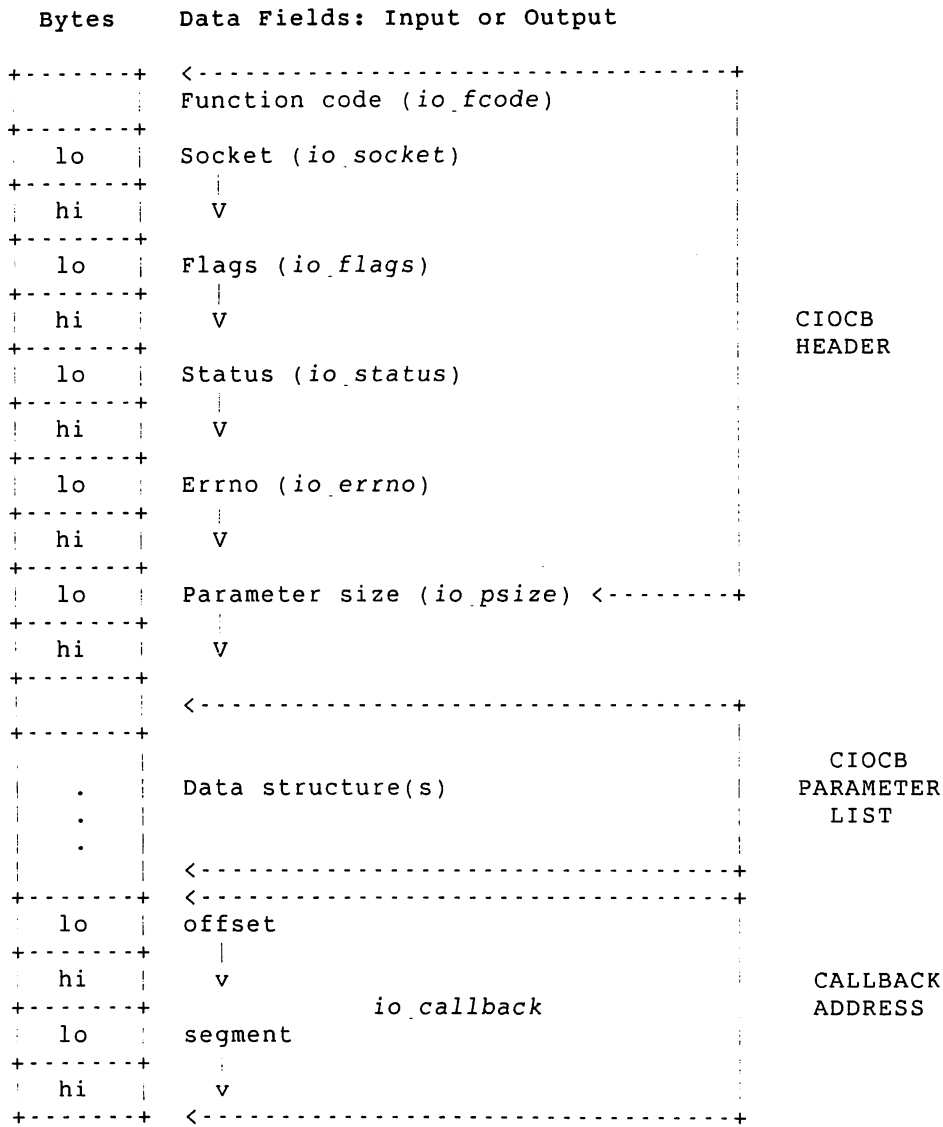 Bytes Data Fields: Input or Output
Function code (io_fcode)
lo Socket (io_socket)
hi V
lo Flags (io_flags)
hi V CIOCB
HEADER
lo Status (io_status)
hi V
lo Errno (io_errno)
hi V
lo Parameter size (io_psize)
hi V
CIOCB
. Data structure(s) PARAMETER
. LIST
.
lo offset
hi v CALLBACK
io_callback ADDRESS
lo segment
hi v